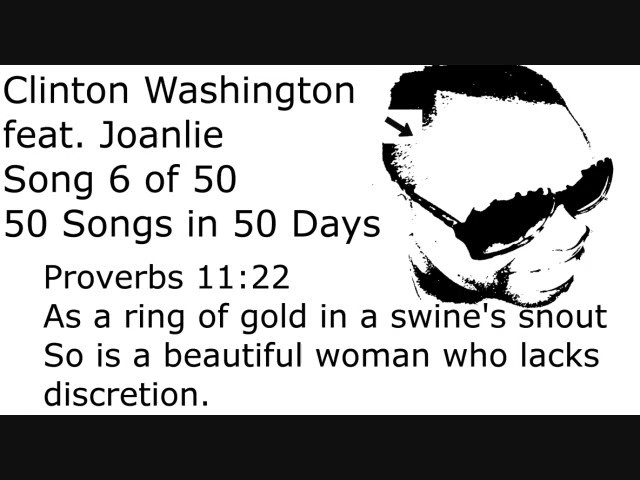 Clinton Washington
feat. Joanlie
Song 6 of 50
50 Songs in 50 Days
Proverbs 11:22
As a ring of gold in a swine's snout
So is a beautiful woman who lacks
discretion.